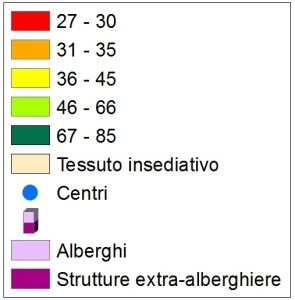 27 - 30
31 - 35
36 - 45
46 - 66
67 - 85
Tessuto insediativo
Centri
Alberghi
Strutture extra-alberghiere